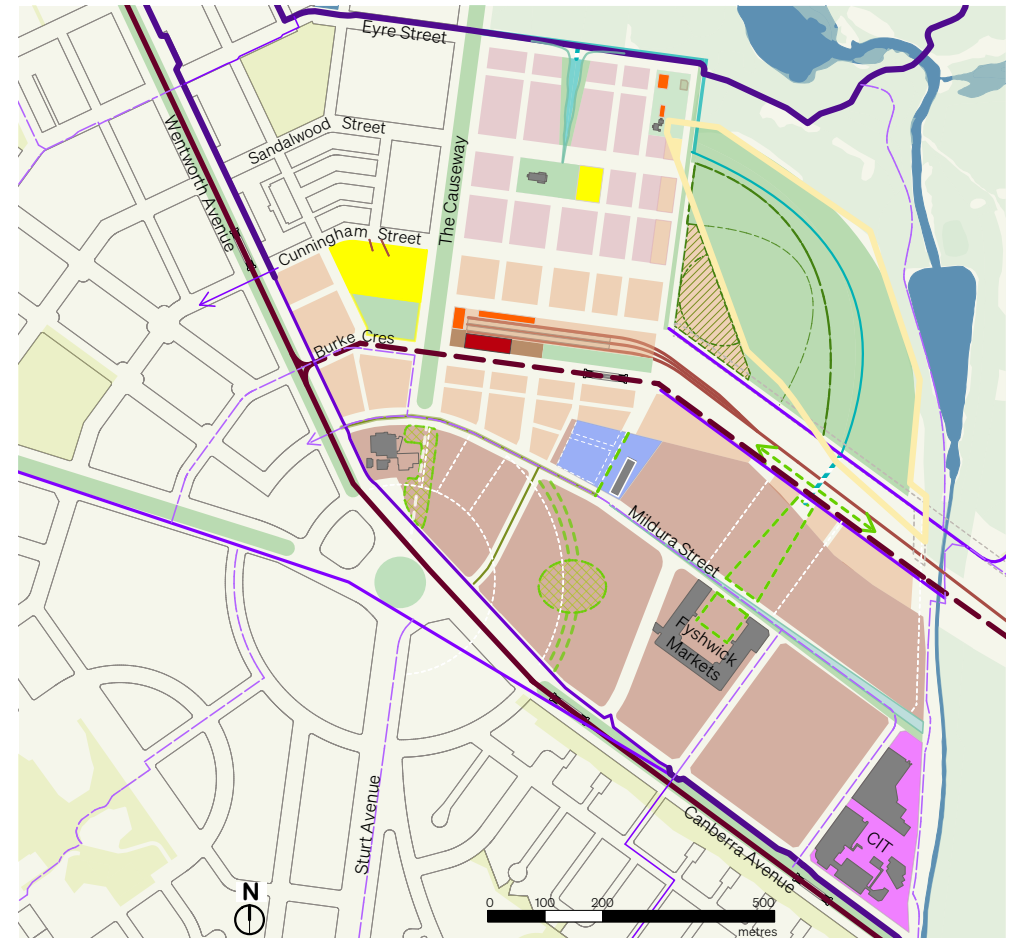 Eyre Street
Sandalwood Street
Wentworth Avenue
The Causeway
Cunningham Street
Burke Cres
Mildura Street
Fyshwick
Markets
Sturt Avenue
Canberra Avenue
CIT
N
0 100 200 500
metres